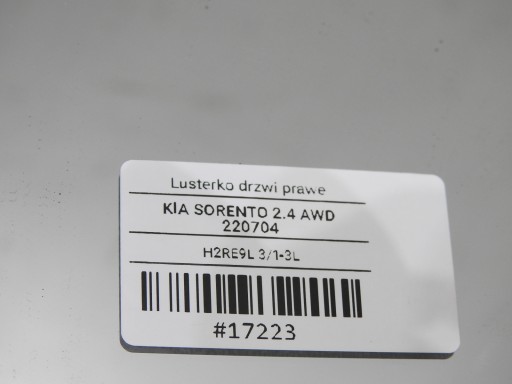 Lusterko drzwi prawe
KIA SORENTO 2.4 AWD
220704
H2RE9L 3/1-3L
#17223